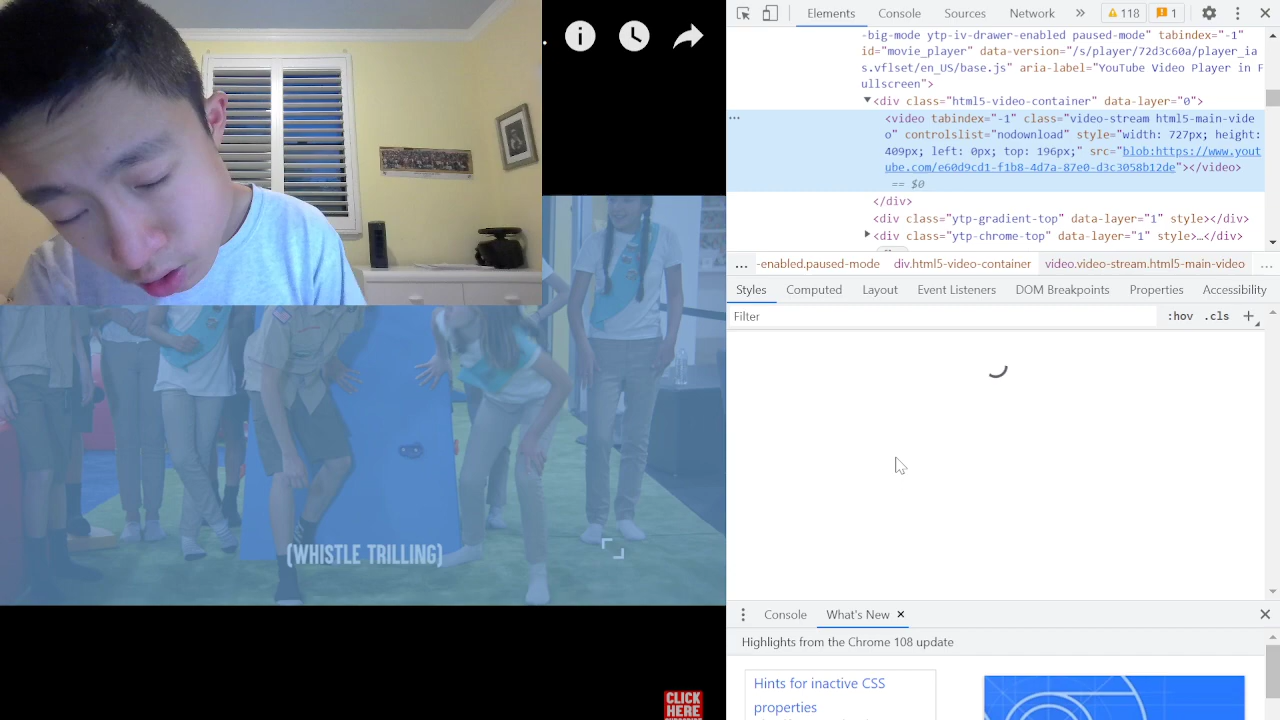 Elements Console Sources Network » 118 1
-big-mode ytp-iv-drawer-enabled paused-mode" tabindex="-1"
id="movie_player" data-version="/s/player/72d3c60a/player_ia
s.vflset/en_US/base.js" aria-label="YouTube Video Player in F
ullscreen">
<div class="html5-video-container" data-layer="0">
<video tabindex="-1" class="video-stream html5-main-vide
o" controlslist="nodownload" style="width: 727px; height:
409px; left: 0px; top: 196px;" src="blob:https://www.yout
ube.com/e60d9cd1-f1b8-4d7a-87e0-d3c3058b12de"></video>
== $0
</div>
<div class="ytp-gradient-top" data-layer="1" style></div>
<div class="ytp-chrome-top" data-layer="1" style>…</div>
... -enabled.paused-mode div.html5-video-container video.video-stream.html5-main-video ...
Styles Computed Layout Event Listeners DOM Breakpoints Properties Accessibility
Filter :hov .cls
(WHISTLE TRILLING)
Console What's New
Highlights from the Chrome 108 update
Hints for inactive CSS
properties
CLICK
HERE